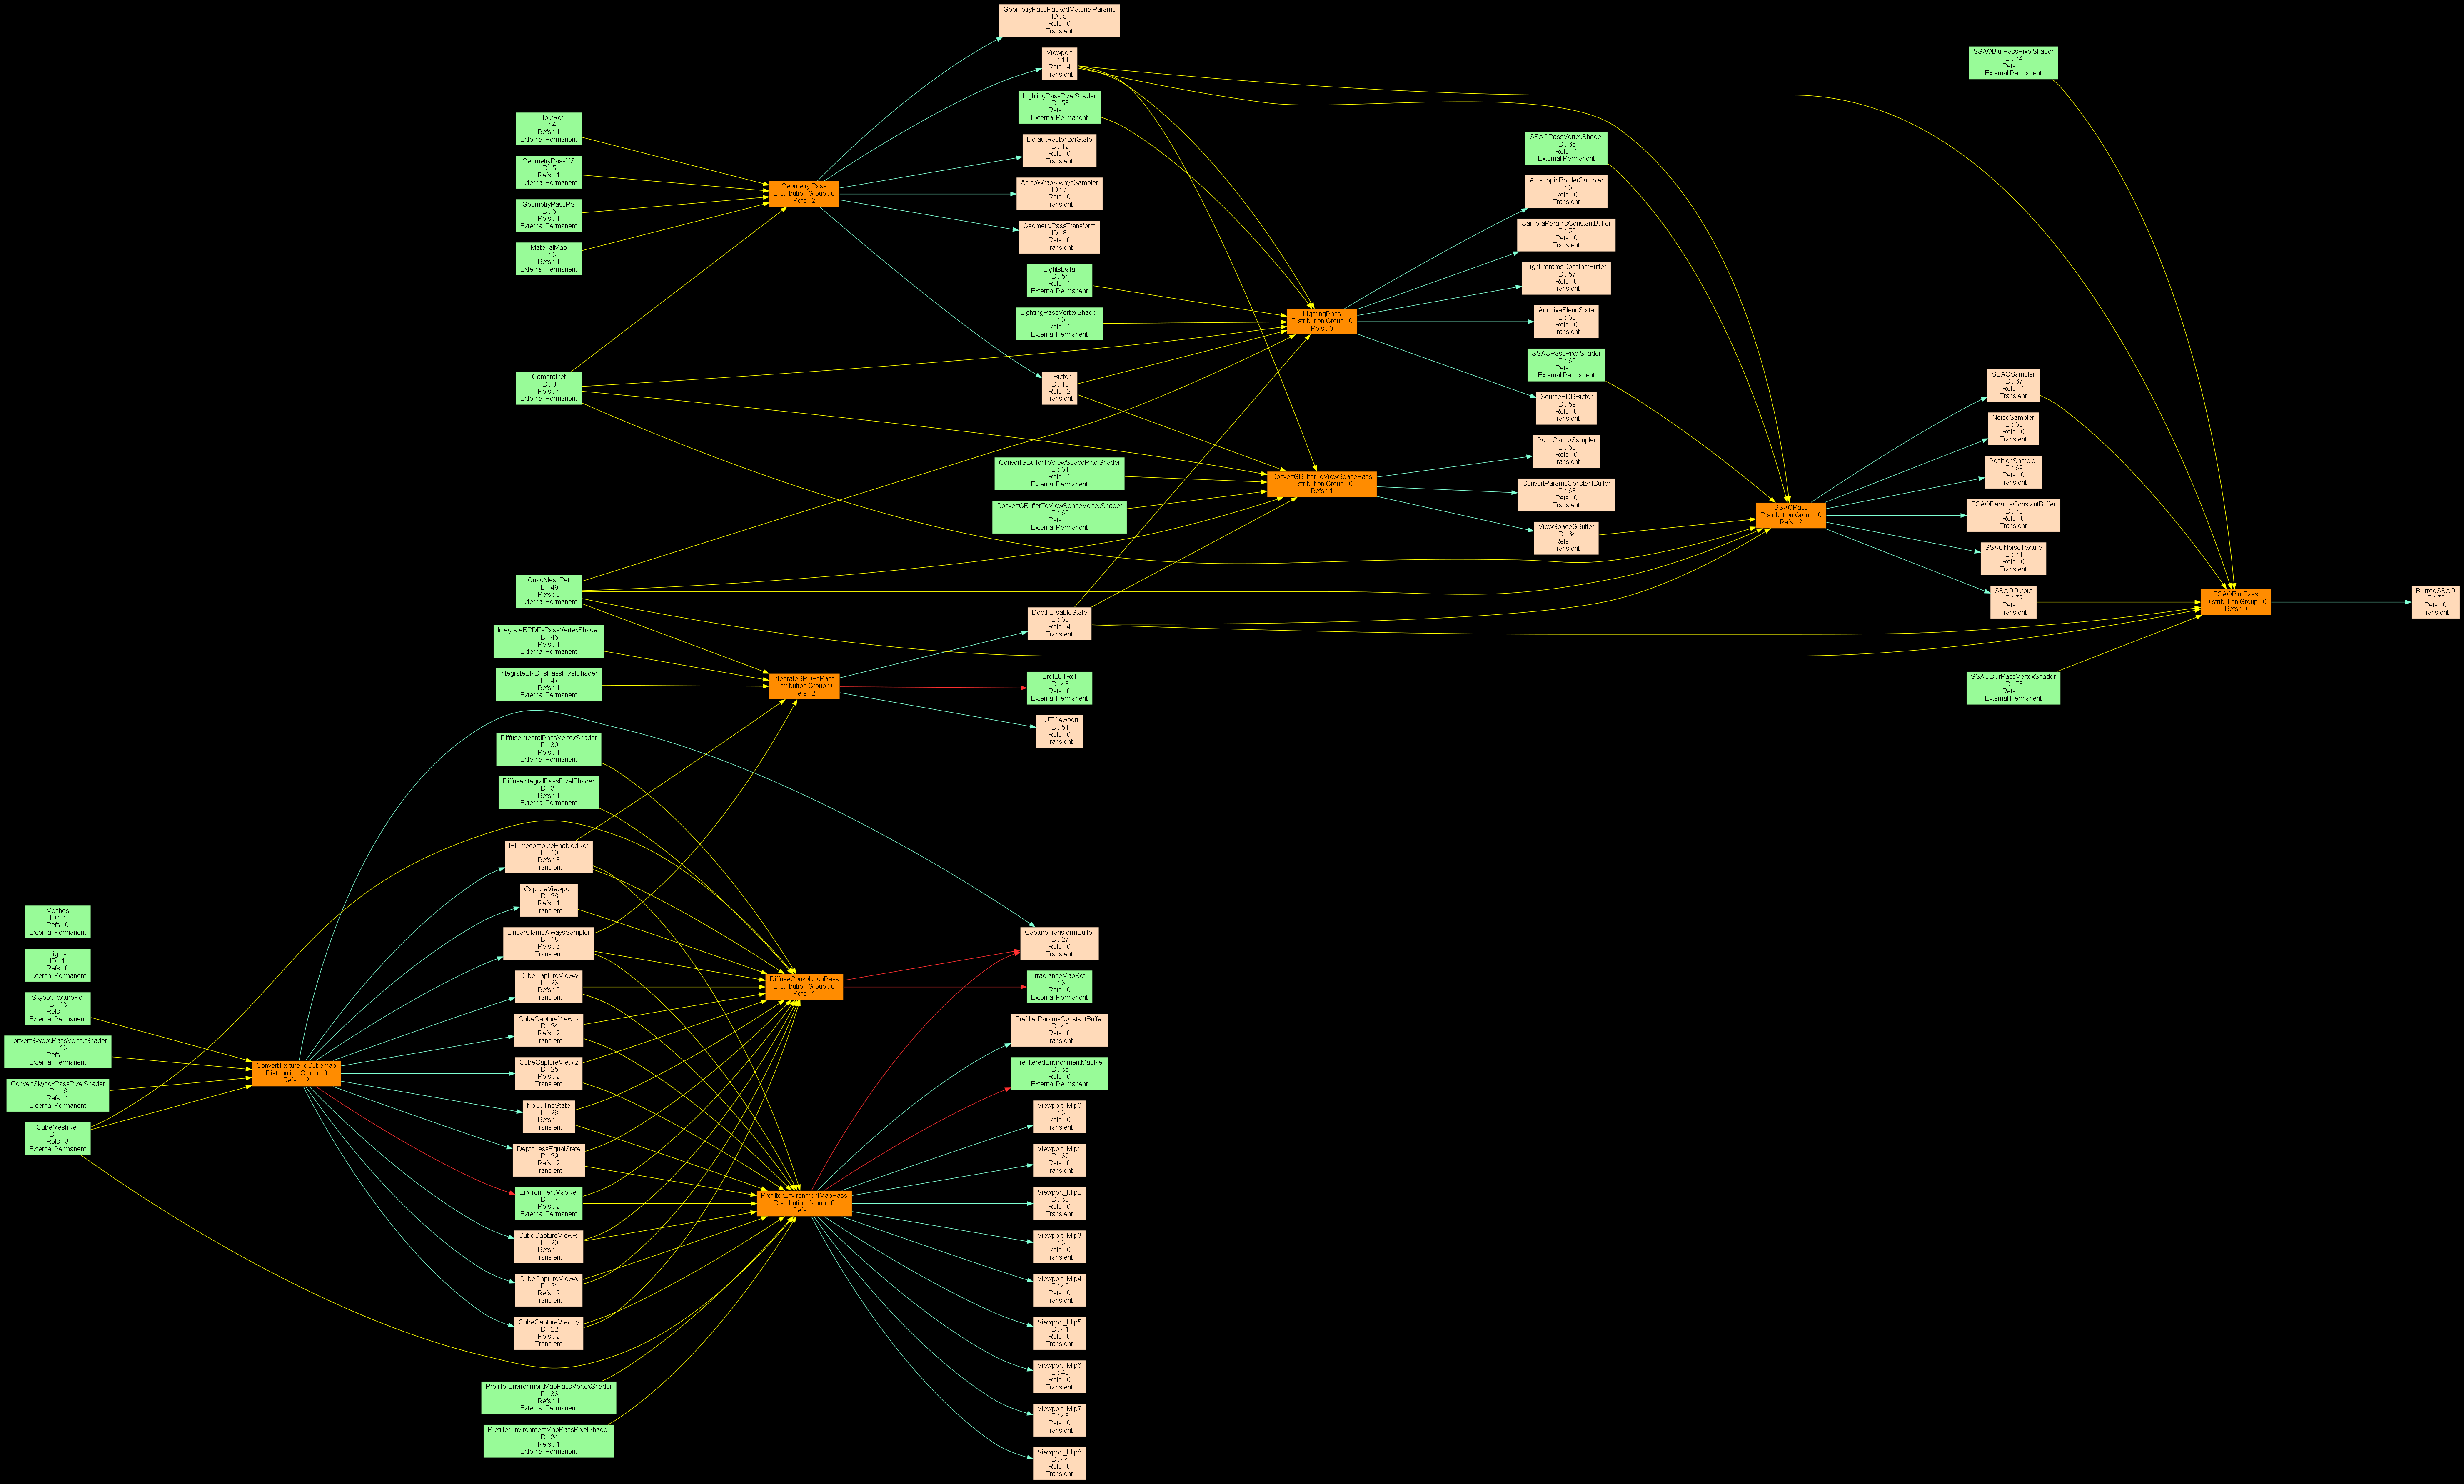 GeometryPassPackedMaterialParams
ID : 9
Refs : 0
Transient
Viewport
ID : 11
Refs : 4
Transient
LightingPassPixelShader
ID : 53
Refs : 1
External Permanent
DefaultRasterizerState
ID : 12
Refs : 0
Transient
AnisoWrapAlwaysSampler
ID : 7
Refs : 0
Transient
GeometryPassTransform
ID : 8
Refs : 0
Transient
LightsData
ID : 54
Refs : 1
External Permanent
LightingPassVertexShader
ID : 52
Refs : 1
External Permanent
GBuffer
ID : 10
Refs : 2
Transient
ConvertGBufferToViewSpacePixelShader
ID : 61
Refs : 1
External Permanent
ConvertGBufferToViewSpaceVertexShader
ID : 60
Refs : 1
External Permanent
DepthDisableState
ID : 50
Refs : 4
Transient
BrdfLUTRef
ID : 48
Refs : 0
External Permanent
LUTViewport
ID : 51
Refs : 0
Transient
OutputRef
ID : 4
Refs : 1
External Permanent
GeometryPassVS
ID : 5
Refs : 1
External Permanent
GeometryPassPS
ID : 6
Refs : 1
External Permanent
MaterialMap
ID : 3
Refs : 1
External Permanent
CameraRef
ID : 0
Refs : 4
External Permanent
QuadMeshRef
ID : 49
Refs : 5
External Permanent
IntegrateBRDFsPassVertexShader
ID : 46
Refs : 1
External Permanent
IntegrateBRDFsPassPixelShader
ID : 47
Refs : 1
External Permanent
Geometry Pass
Distribution Group : 0
Refs : 2
IntegrateBRDFsPass
Distribution Group : 0
Refs : 2
LightingPass
Distribution Group : 0
Refs : 0
ConvertGBufferToViewSpacePass
Distribution Group : 0
Refs : 1
SSAOPassVertexShader
ID : 65
Refs : 1
External Permanent
AnistropicBorderSampler
ID : 55
Refs : 0
Transient
CameraParamsConstantBuffer
ID : 56
Refs : 0
Transient
LightParamsConstantBuffer
ID : 57
Refs : 0
Transient
AdditiveBlendState
ID : 58
Refs : 0
Transient
SSAOPassPixelShader
ID : 66
Refs : 1
External Permanent
SourceHDRBuffer
ID : 59
Refs : 0
Transient
PointClampSampler
ID : 62
Refs : 0
Transient
ConvertParamsConstantBuffer
ID : 63
Refs : 0
Transient
ViewSpaceGBuffer
ID : 64
Refs : 1
Transient
SSAOPass
Distribution Group : 0
Refs : 2
SSAOBlurPassPixelShader
ID : 74
Refs : 1
External Permanent
SSAOSampler
ID : 67
Refs : 1
Transient
NoiseSampler
ID : 68
Refs : 0
Transient
PositionSampler
ID : 69
Refs : 0
Transient
SSAOParamsConstantBuffer
ID : 70
Refs : 0
Transient
SSAONoiseTexture
ID : 71
Refs : 0
Transient
SSAOOutput
ID : 72
Refs : 1
Transient
SSAOBlurPassVertexShader
ID : 73
Refs : 1
External Permanent
SSAOBlurPass
Distribution Group : 0
Refs : 0
BlurredSSAO
ID : 75
Refs : 0
Transient
Meshes
ID : 2
Refs : 0
External Permanent
Lights
ID : 1
Refs : 0
External Permanent
SkyboxTextureRef
ID : 13
Refs : 1
External Permanent
ConvertSkyboxPassVertexShader
ID : 15
Refs : 1
External Permanent
ConvertSkyboxPassPixelShader
ID : 16
Refs : 1
External Permanent
CubeMeshRef
ID : 14
Refs : 3
External Permanent
ConvertTextureToCubemap
Distribution Group : 0
Refs : 12
DiffuseIntegralPassVertexShader
ID : 30
Refs : 1
External Permanent
DiffuseIntegralPassPixelShader
ID : 31
Refs : 1
External Permanent
IBLPrecomputeEnabledRef
ID : 19
Refs : 3
Transient
CaptureViewport
ID : 26
Refs : 1
Transient
LinearClampAlwaysSampler
ID : 18
Refs : 3
Transient
CubeCaptureView-y
ID : 23
Refs : 2
Transient
CubeCaptureView+z
ID : 24
Refs : 2
Transient
CubeCaptureView-z
ID : 25
Refs : 2
Transient
NoCullingState
ID : 28
Refs : 2
Transient
DepthLessEqualState
ID : 29
Refs : 2
Transient
EnvironmentMapRef
ID : 17
Refs : 2
External Permanent
CubeCaptureView+x
ID : 20
Refs : 2
Transient
CubeCaptureView-x
ID : 21
Refs : 2
Transient
CubeCaptureView+y
ID : 22
Refs : 2
Transient
PrefilterEnvironmentMapPassVertexShader
ID : 33
Refs : 1
External Permanent
PrefilterEnvironmentMapPassPixelShader
ID : 34
Refs : 1
External Permanent
DiffuseConvolutionPass
Distribution Group : 0
Refs : 1
PrefilterEnvironmentMapPass
Distribution Group : 0
Refs : 1
CaptureTransformBuffer
ID : 27
Refs : 0
Transient
IrradianceMapRef
ID : 32
Refs : 0
External Permanent
PrefilterParamsConstantBuffer
ID : 45
Refs : 0
Transient
PrefilteredEnvironmentMapRef
ID : 35
Refs : 0
External Permanent
Viewport_Mip0
ID : 36
Refs : 0
Transient
Viewport_Mip1
ID : 37
Refs : 0
Transient
Viewport_Mip2
ID : 38
Refs : 0
Transient
Viewport_Mip3
ID : 39
Refs : 0
Transient
Viewport_Mip4
ID : 40
Refs : 0
Transient
Viewport_Mip5
ID : 41
Refs : 0
Transient
Viewport_Mip6
ID : 42
Refs : 0
Transient
Viewport_Mip7
ID : 43
Refs : 0
Transient
Viewport_Mip8
ID : 44
Refs : 0
Transient